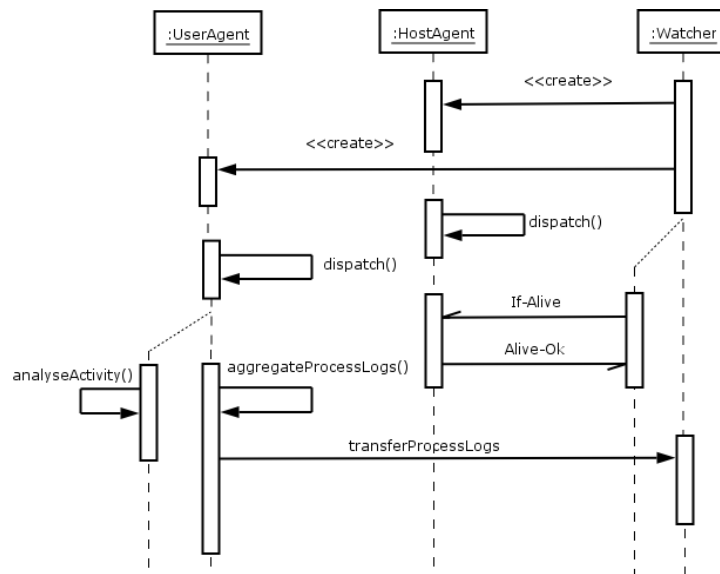 :UserAgent
:HostAgent
:Watcher
<<create>>
<<create>>
dispatch()
dispatch()
If-Alive
Alive-Ok
analyseActivity()
aggregateProcessLogs()
transferProcessLogs